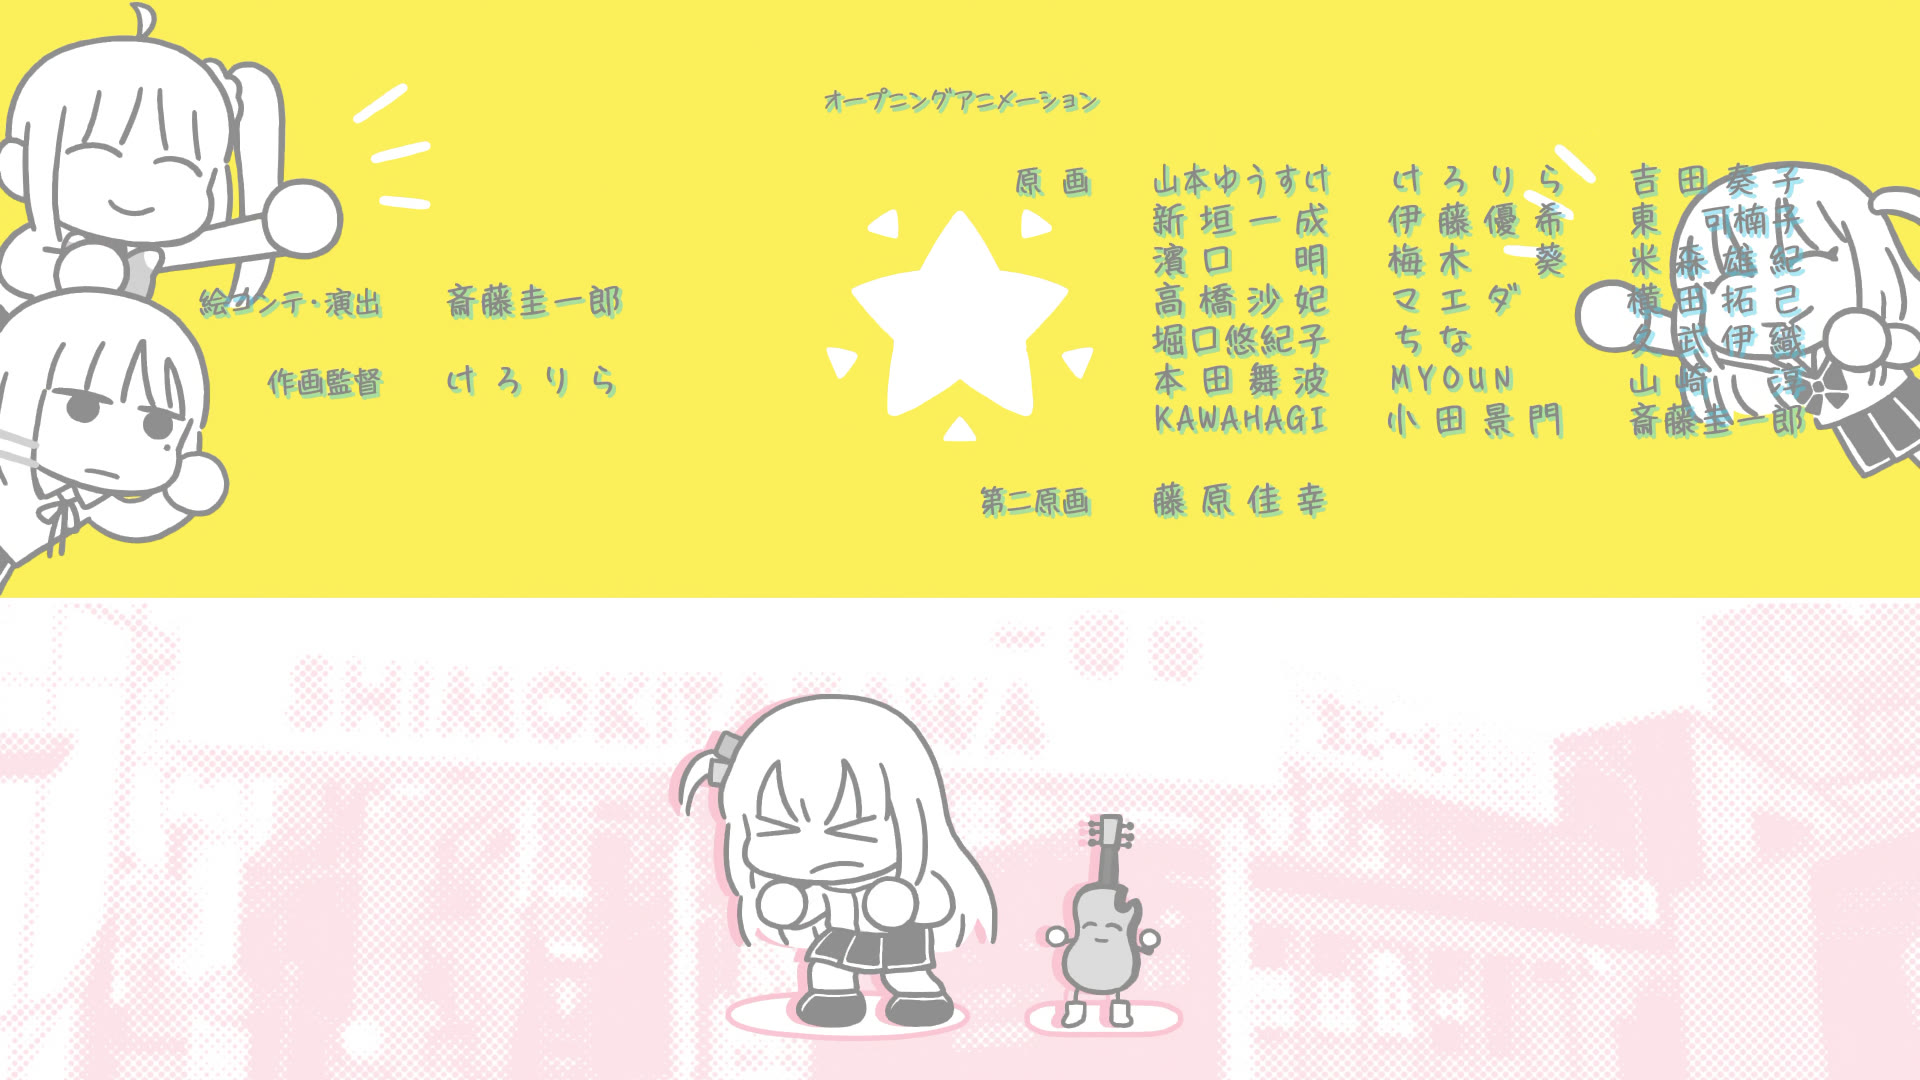 オープニングアニメーション
絵コンテ・演出 斎藤圭一郎
作画監督 けろりら
原画 山本ゆうすけ けろりら 吉田奏子
新垣一成 伊藤優希 東 可楠子
濱口 明 梅木 葵 米森雄紀
高橋沙妃 マエダ 横田拓己
堀口悠紀子 ちな 久武伊織
本田舞波 MYOUN 山崎 淳
KAWAHAGI 小田景門 斎藤圭一郎
第二原画 藤原佳幸